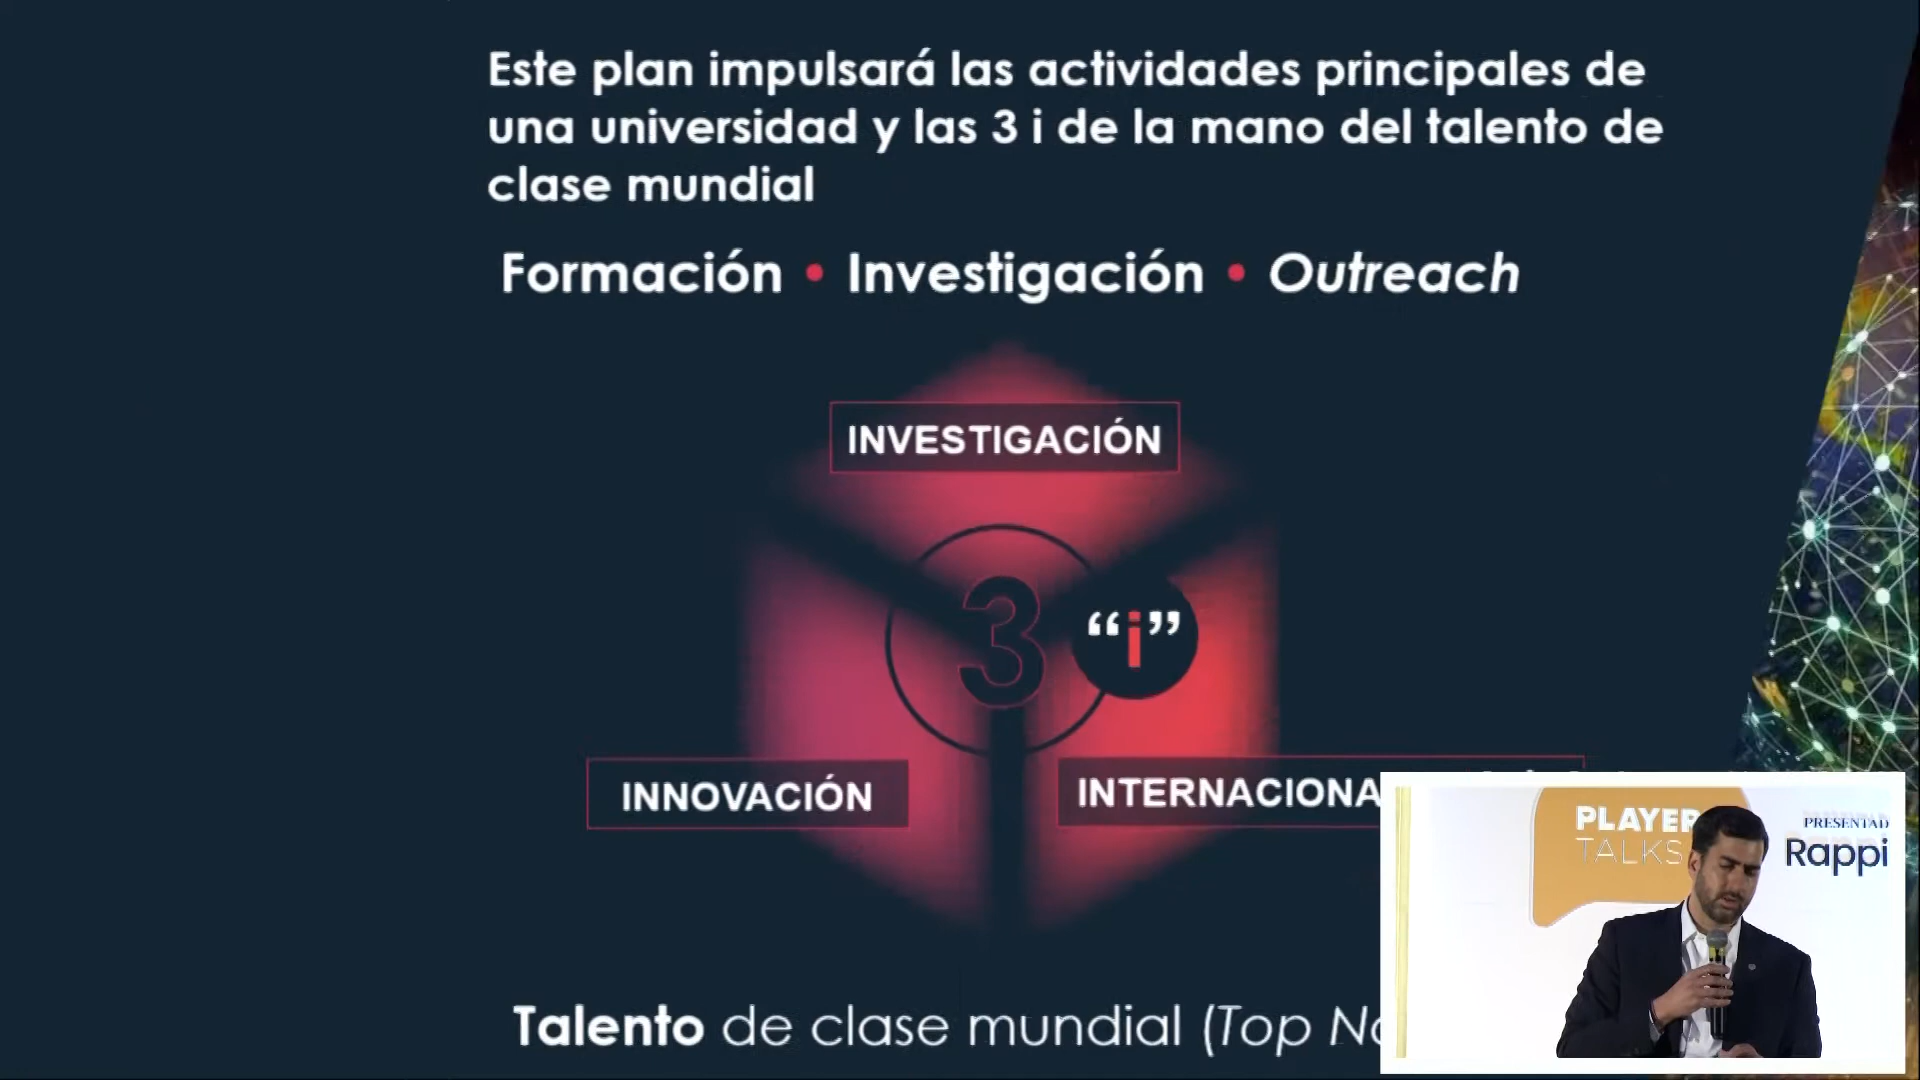 Este plan impulsará las actividades principales de
una universidad y las 3 i de la mano del talento de
clase mundial
Formación • Investigación • Outreach
INVESTIGACIÓN
3 “i”
INNOVACIÓN
INTERNACIONA
Talento de clase mundial (Top
PLAYER
TALKS
PRESENTAD
Rappi